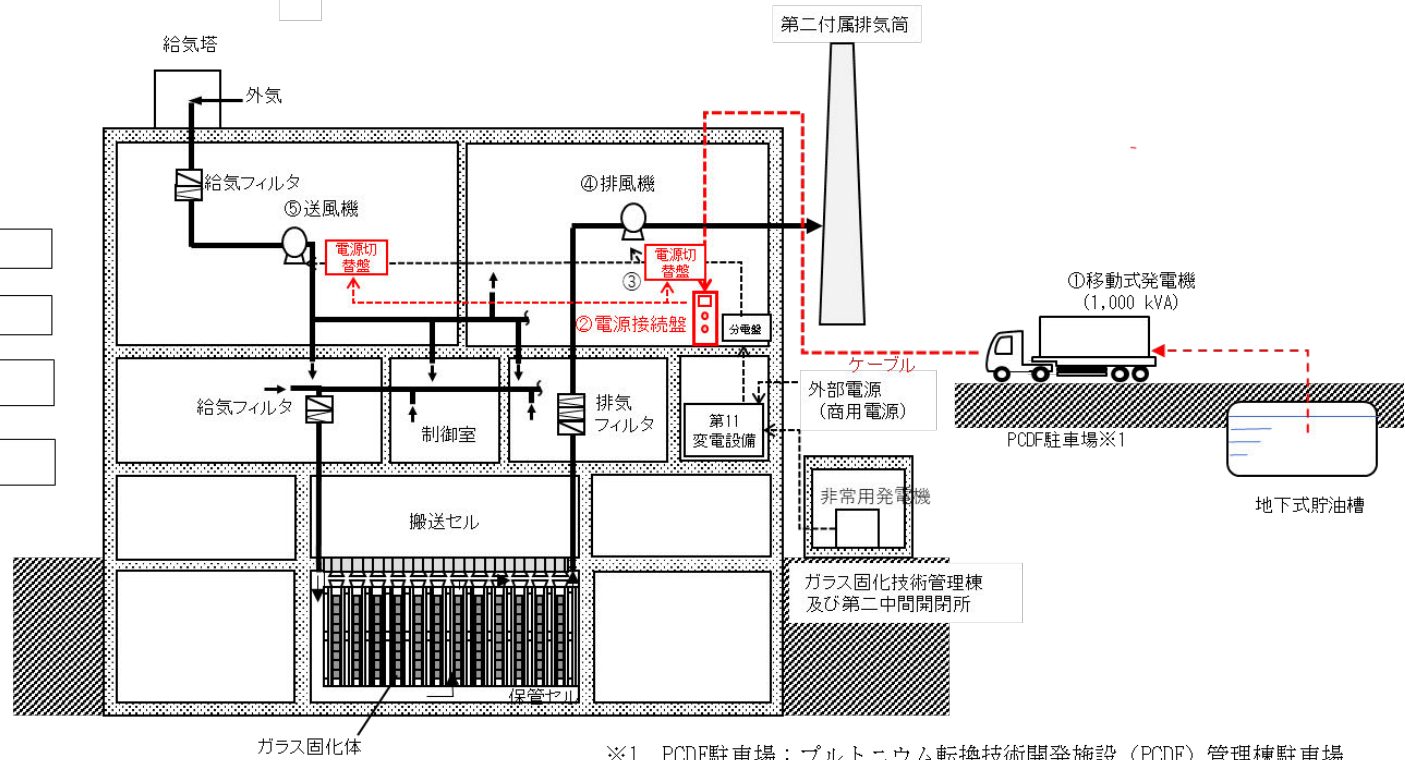 第二付属排気筒
給気塔
外気
給気フィルタ
④排風機
⑤送風機
電源切
替盤
電源切
替盤
③
①移動式発電機
(1,000 kVA)
②電源接続盤
分電盤
ケーブル
給気フィルタ
制御室
排気
フィルタ
第11
変電設備
外部電源
(商用電源)
PCDF駐車場※1
非常用発電機
地下式貯油槽
搬送セル
ガラス固化技術管理棟
及び第二中間開閉所
保管セル
ガラス固化体
※1 PCDF駐車場:プルトニウム転換技術開発施設(PCDF)管理棟駐車場